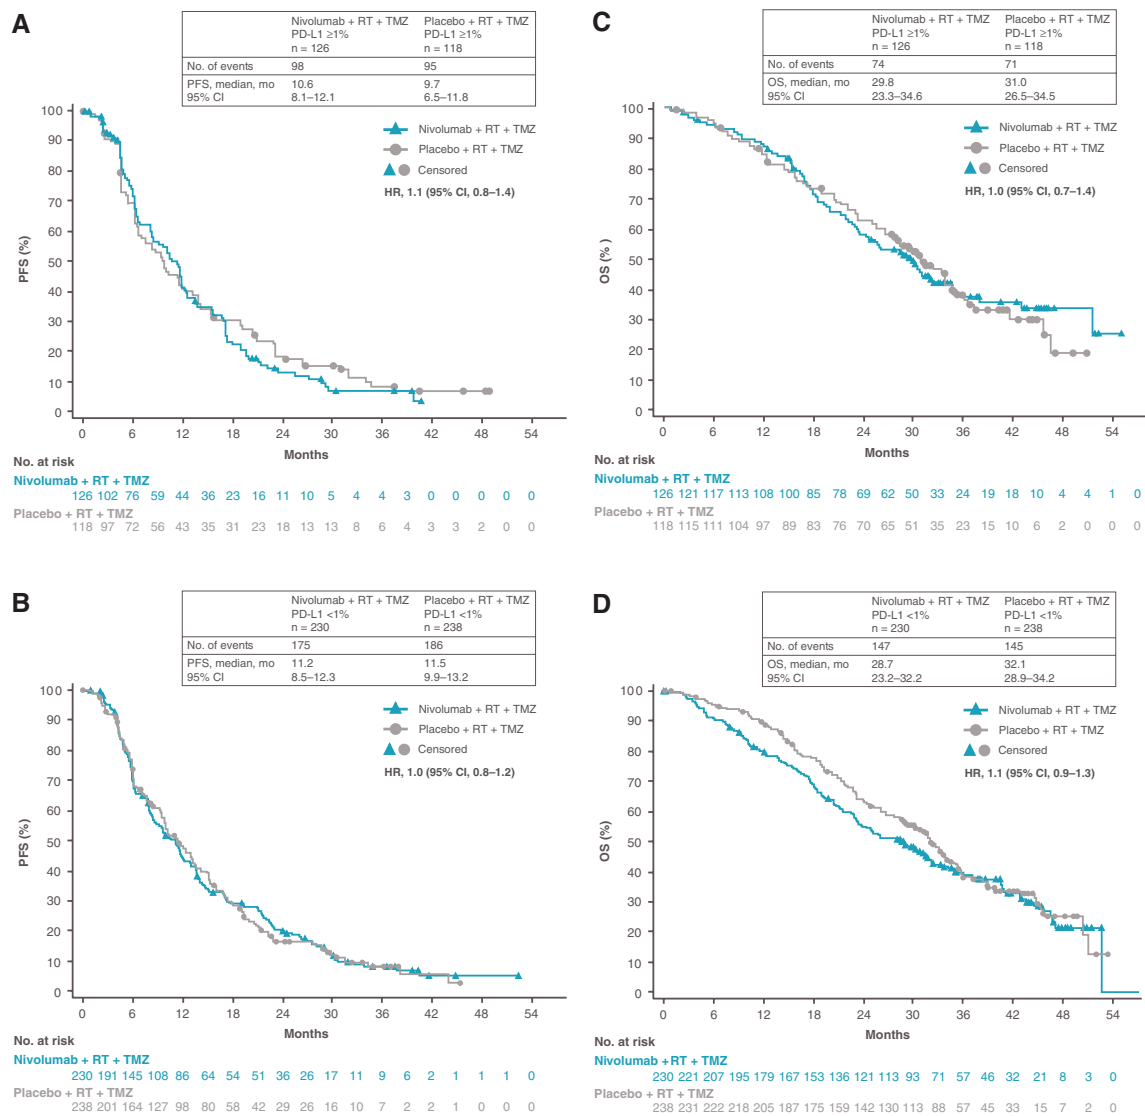 A
Nivolumab + RT + TMZ Placebo + RT + TMZ
PD-L1 ≥1% PD-L1 ≥1%
n = 126 n = 118
No. of events 98 95
PFS, median, mo 10.6 9.7
95% CI 8.1–12.1 6.5–11.8
Nivolumab + RT + TMZ
Placebo + RT + TMZ
Censored
HR, 1.1 (95% CI, 0.8–1.4)
PFS (%)
100
90
80
70
60
50
40
30
20
10
0
0 6 12 18 24 30 36 42 48 54
Months
No. at risk
Nivolumab + RT + TMZ
126 102 76 59 44 36 23 16 11 10 5 4 4 3 0 0 0 0 0
Placebo + RT + TMZ
118 97 72 56 43 35 31 23 18 13 13 8 6 4 3 3 2 0 0
C
Nivolumab + RT + TMZ Placebo + RT + TMZ
PD-L1 ≥1% PD-L1 ≥1%
n = 126 n = 118
No. of events 74 71
OS, median, mo 29.8 31.0
95% CI 23.3–34.6 26.5–34.5
Nivolumab + RT + TMZ
Placebo + RT + TMZ
Censored
HR, 1.0 (95% CI, 0.7–1.4)
OS (% )
100
90
80
70
60
50
40
30
20
10
0
0 6 12 18 24 30 36 42 48 54
Months
No. at risk
Nivolumab + RT + TMZ
126 121 117 113 108 100 85 78 69 62 50 33 24 19 18 10 4 4 1 0
Placebo + RT + TMZ
118 115 111 104 97 89 83 76 70 65 51 35 23 15 10 6 2 0 0 0
B
Nivolumab + RT + TMZ Placebo + RT + TMZ
PD-L1 <1% PD-L1 <1%
n = 230 n = 238
No. of events 175 186
PFS, median, mo 11.2 11.5
95% CI 8.5–12.3 9.9–13.2
Nivolumab + RT + TMZ
Placebo + RT + TMZ
Censored
HR, 1.0 (95% CI, 0.8–1.2)
PFS (%)
100
90
80
70
60
50
40
30
20
10
0
0 6 12 18 24 30 36 42 48 54
Months
No. at risk
Nivolumab + RT + TMZ
230 191 145 108 86 64 54 51 36 26 17 11 9 6 2 1 1 1 0
Placebo + RT + TMZ
238 201 164 127 98 80 58 42 29 26 16 10 7 2 2 1 0 0 0
D
Nivolumab + RT + TMZ Placebo + RT + TMZ
PD-L1 <1% PD-L1 <1%
n = 230 n = 238
No. of events 147 145
OS, median, mo 28.7 32.1
95% CI 23.2–32.2 28.9–34.2
Nivolumab + RT + TMZ
Placebo + RT + TMZ
Censored
HR, 1.1 (95% CI, 0.9–1.3)
OS (%)
100
90
80
70
60
50
40
30
20
10
0
0 6 12 18 24 30 36 42 48 54
Months
No. at risk
Nivolumab +RT + TMZ
230 221 207 195 179 167 153 136 121 113 93 71 57 46 32 21 8 3 0
Placebo + RT + TMZ
238 231 222 218 205 187 175 159 142 130 113 88 57 45 33 15 7 2 0